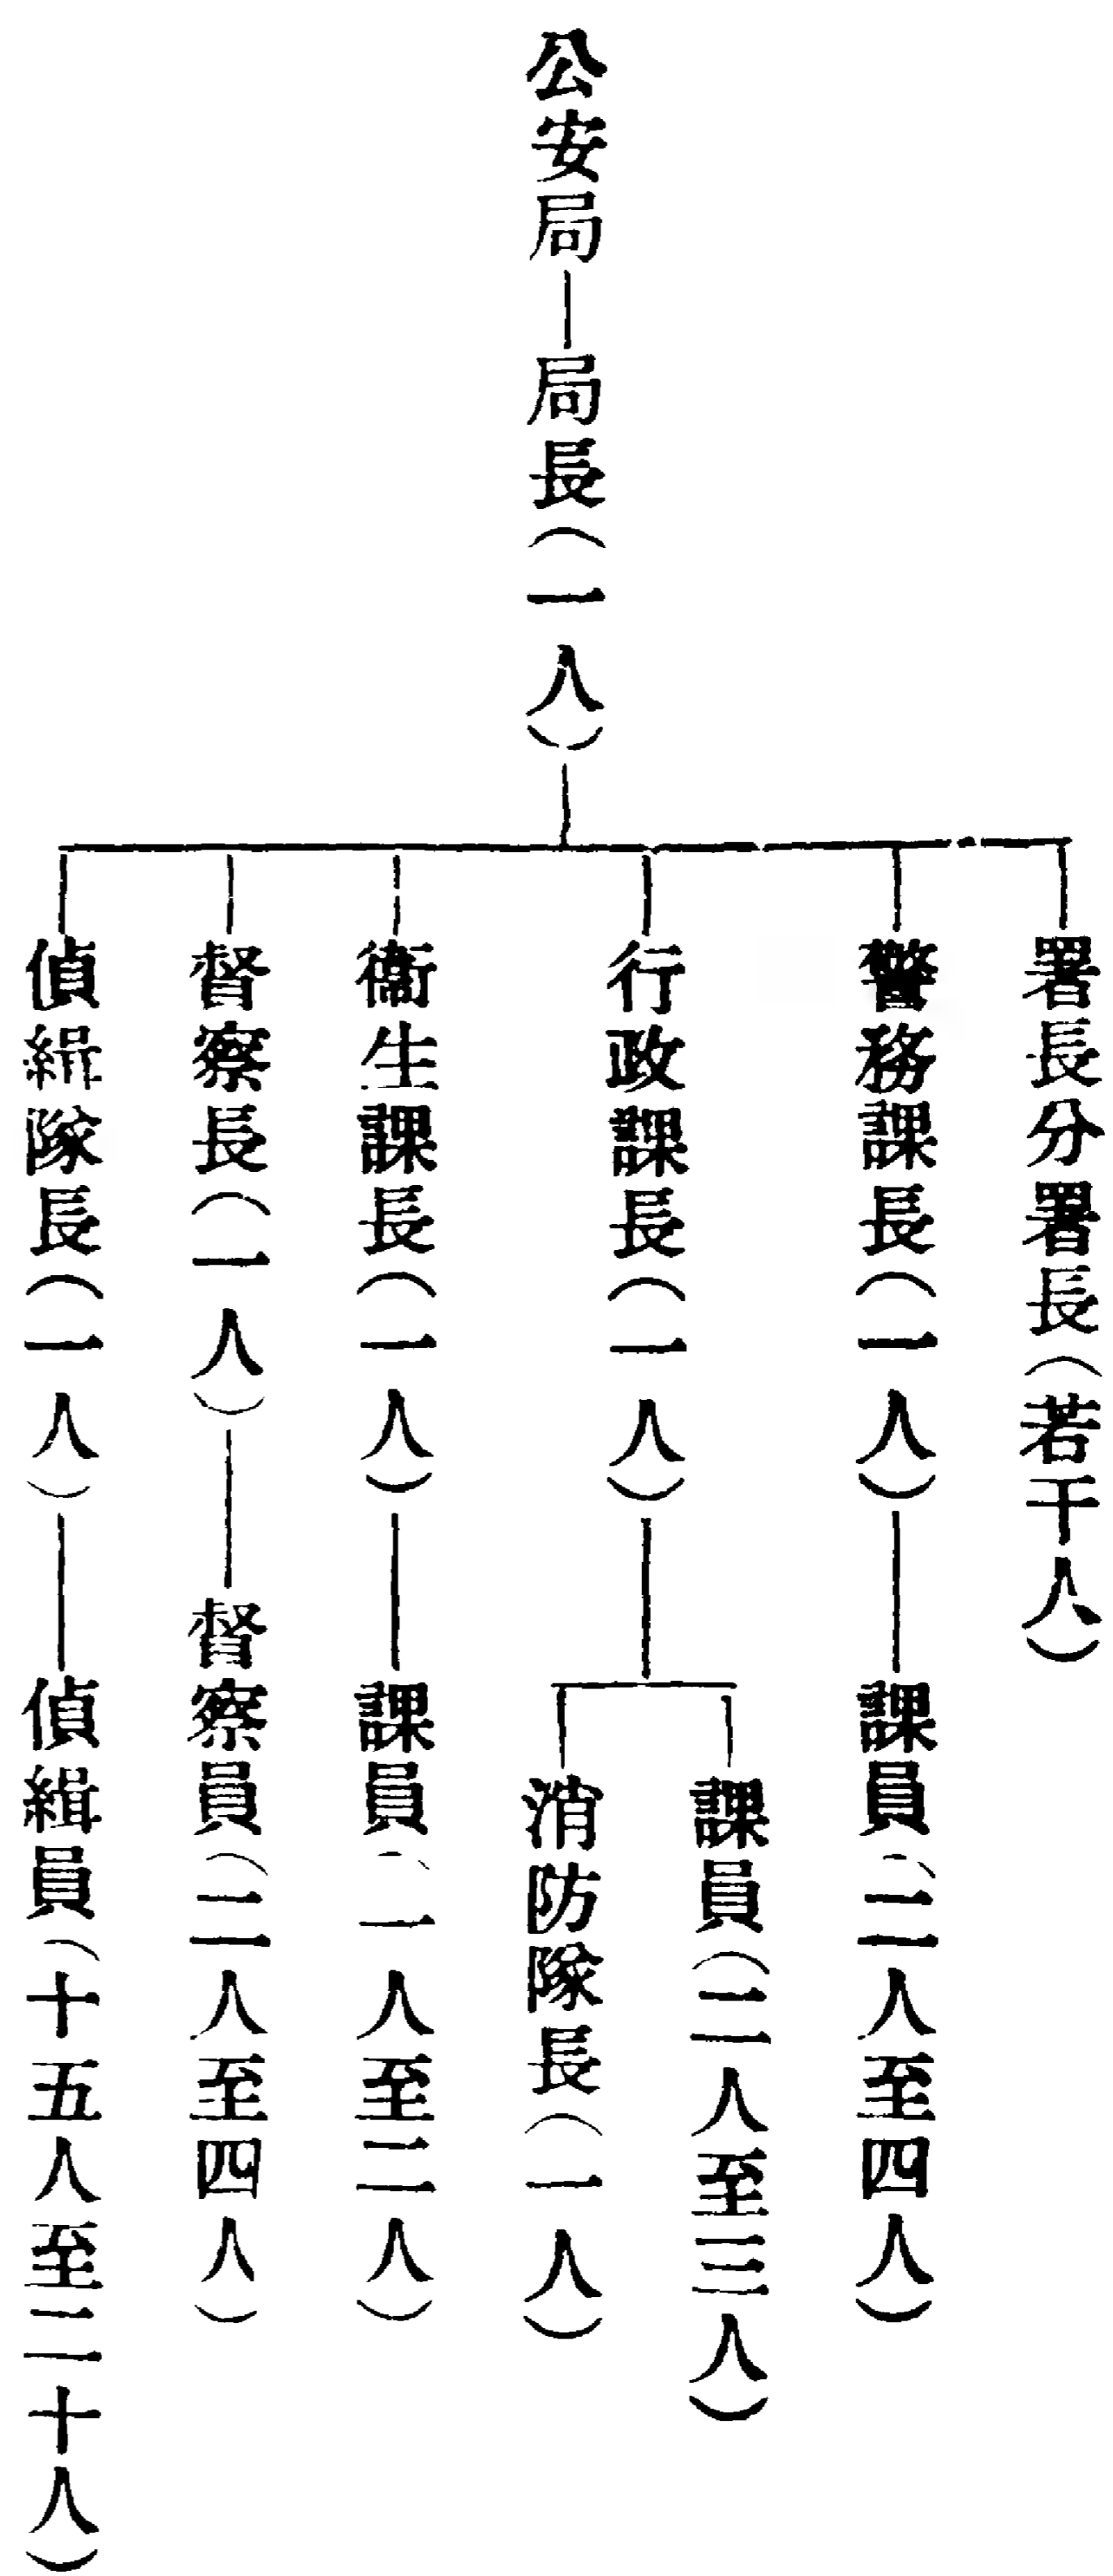 公安局
局長（一人）
署長分署長（若干人）
警務課長（一人）
課員（二人至四人）
行政課長（一人）
課員（二人至三人）
消防隊長（一人）
衞生課長（一人）
課員（一人至二人）
督察長（一人）
督察員（二人至四人）
偵緝隊長（一人）
偵緝員（十五人至二十人）